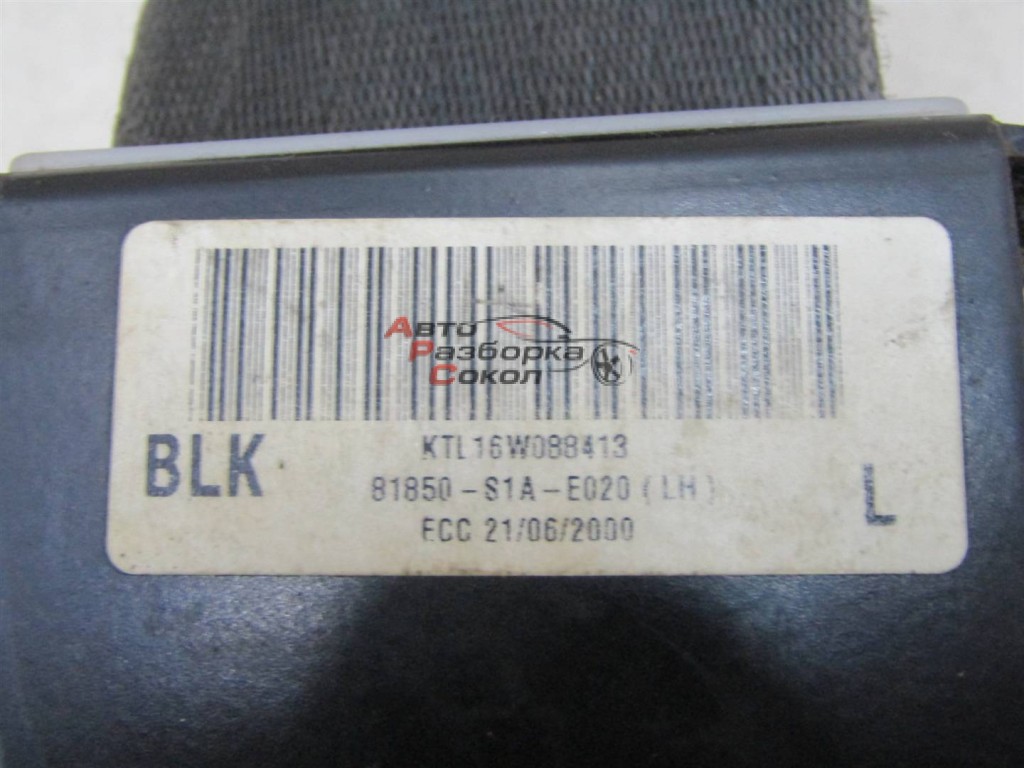 Авто
Разборка
Сокол
BLK
KTL16W088413
81850-S1A-E020 (LH)
ECC 21/06/2000
L